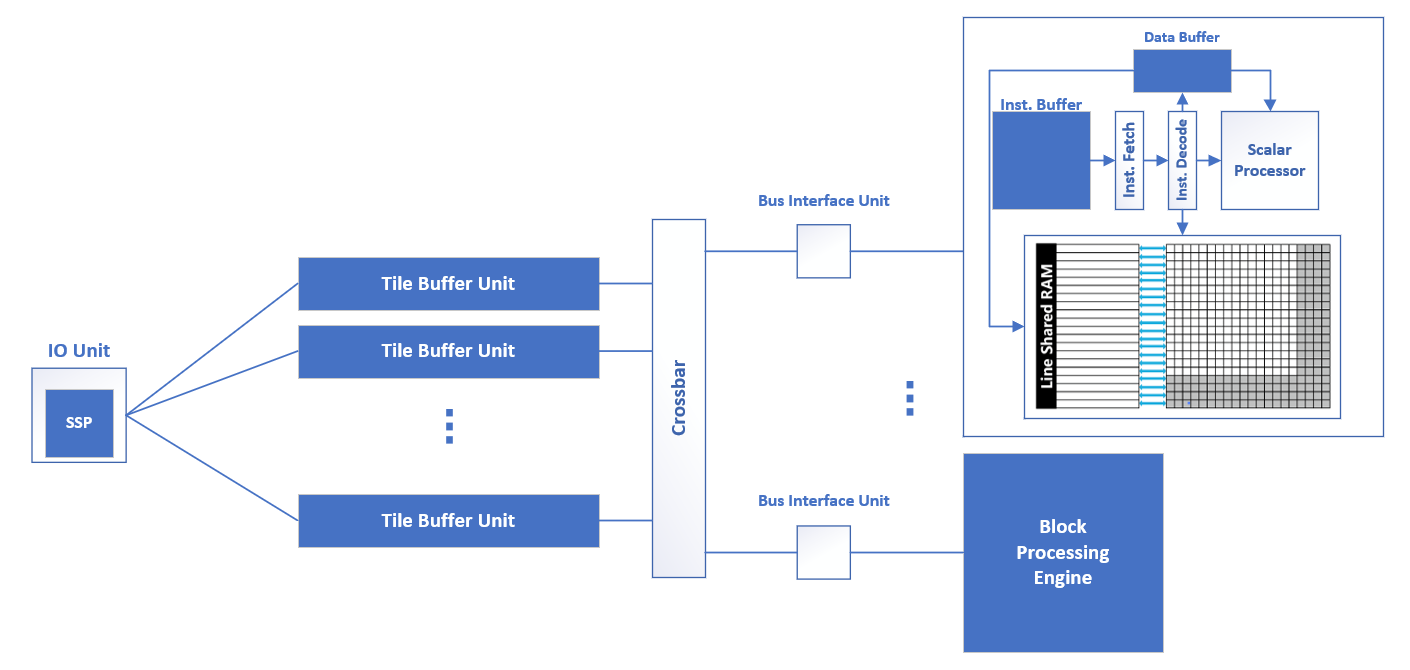 Data Buffer
Inst. Buffer
Inst. Fetch
Inst. Decode
Scalar
Processor
Line Shared RAM
Bus Interface Unit
Tile Buffer Unit
Tile Buffer Unit
IO Unit
SSP
Crossbar
Tile Buffer Unit
Bus Interface Unit
Block
Processing
Engine